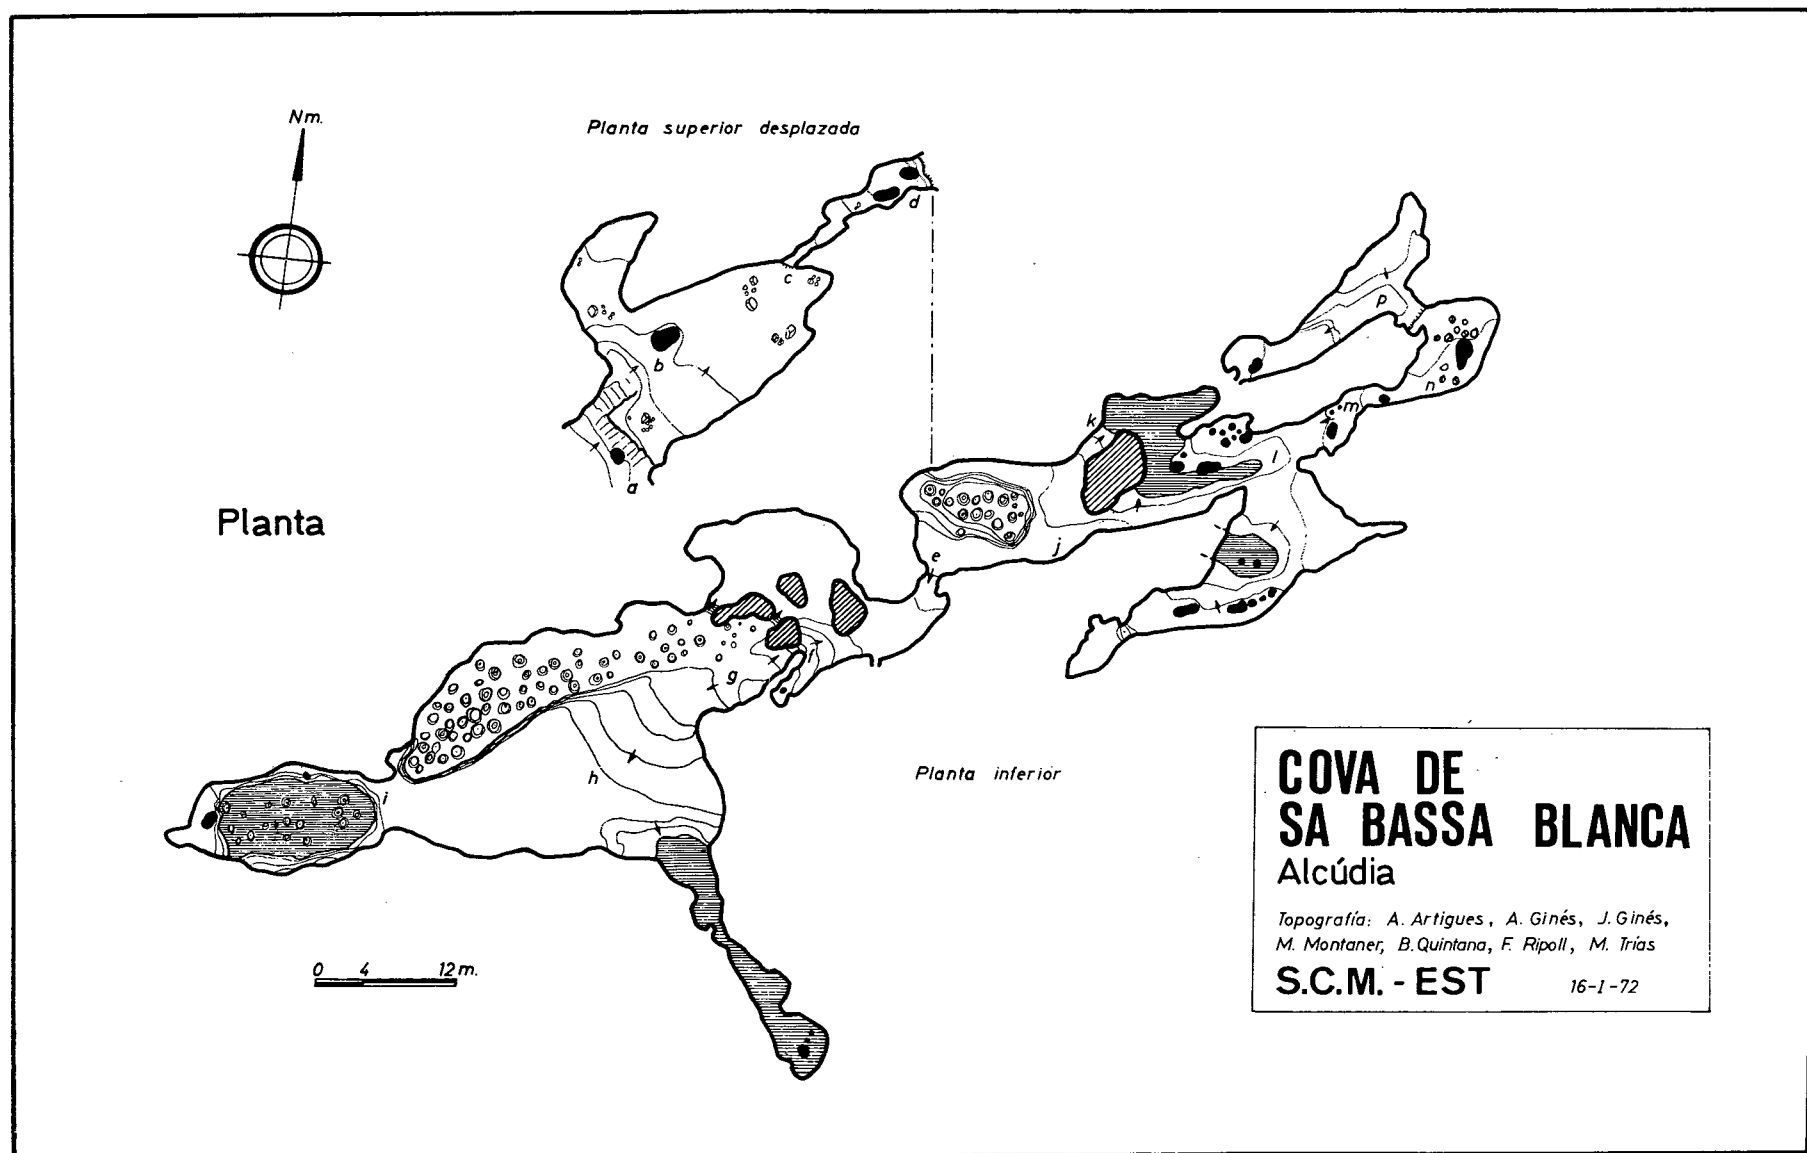 Nm.
Planta superior desplazada
d
c
b
a
p
n
m
k
l
Planta
e
j
f
g
h
i
Planta inferior
0 4 12 m.
COVA DE
SA BASSA BLANCA
Alcúdia
Topografía: A. Artigues, A. Ginés, J. Ginés,
M. Montaner, B. Quintana, F. Ripoll, M. Trías
S.C.M. - EST 16-I-72